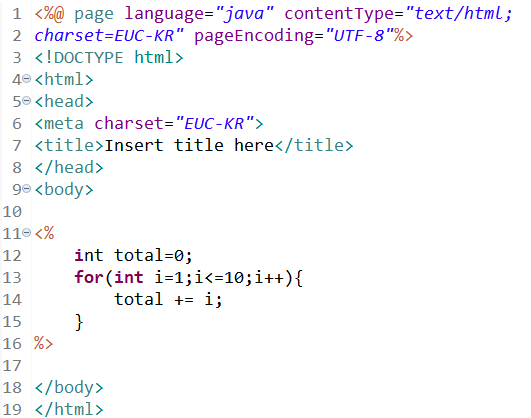 1 <%@ page language="java" contentType="text/html;
2 charset=EUC-KR" pageEncoding="UTF-8"%>
3 <!DOCTYPE html>
4 <html>
5 <head>
6 <meta charset="EUC-KR">
7 <title>Insert title here</title>
8 </head>
9 <body>
10
11 <%
12     int total=0;
13     for(int i=1;i<=10;i++){
14         total += i;
15     }
16 %>
17
18 </body>
19 </html>